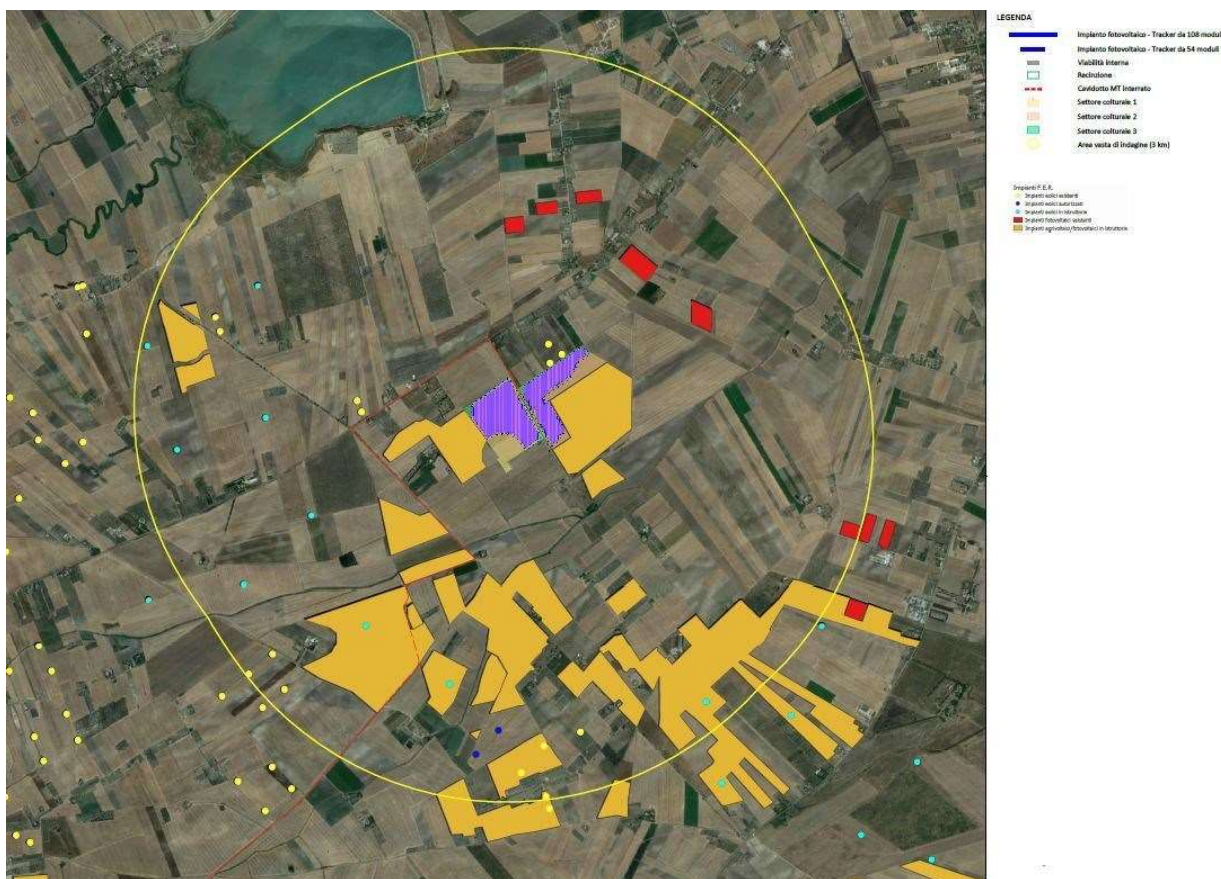 LEGENDA
Impianto fotovoltaico - Tracker da 108 moduli
Impianto fotovoltaico - Tracker da 54 moduli
Viabilità interna
Recinzione
Cavidotto MT interrato
Settore colturale 1
Settore colturale 2
Settore colturale 3
Area vasta di indagine (3 km)
Impianti F.E.R.
Impianti eolici esistenti
Impianti eolici autorizzati
Impianti eolici in istruttoria
Impianti fotovoltaici esistenti
Impianti agrivoltaico/fotovoltaici in istruttoria